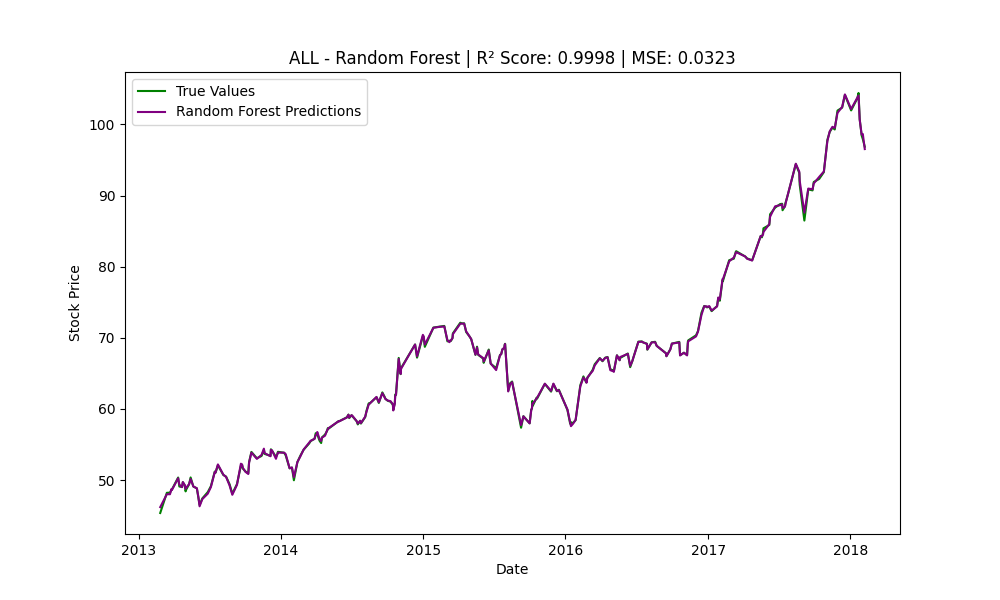 ALL - Random Forest | R² Score: 0.9998 | MSE: 0.0323
True Values
Random Forest Predictions
100
90
80
70
60
50
Stock Price
2013 2014 2015 2016 2017 2018
Date